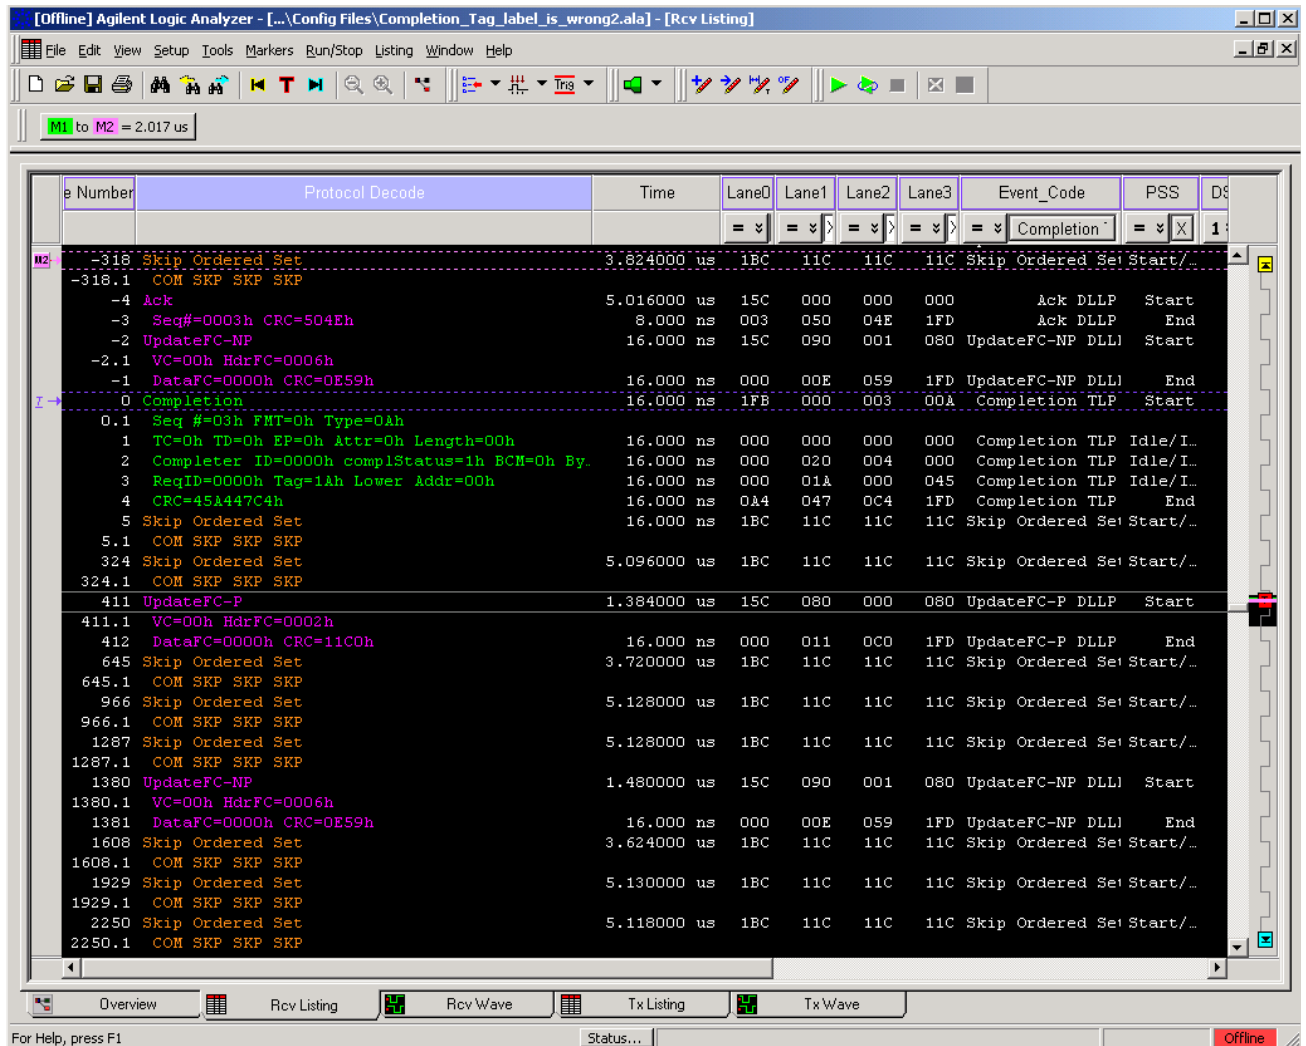 [Offline] Agilent Logic Analyzer - [...\Config Files\Completion_Tag_label_is_wrong2.ala] - [Rcv Listing]
File Edit View Setup Tools Markers Run/Stop Listing Window Help
T Trig
M1 to M2 = 2.017 us
e Number Protocol Decode Time Lane0 Lane1 Lane2 Lane3 Event_Code PSS DS
= = = = = Completion = X 1
M2 -318 Skip Ordered Set 3.824000 us 1BC 11C 11C 11C Skip Ordered Set Start/...
-318.1 COM SKP SKP SKP
-4 Ack 5.016000 us 15C 000 000 000 Ack DLLP Start
-3 Seq#=0003h CRC=504Eh 8.000 ns 003 050 04E 1FD Ack DLLP End
-2 UpdateFC-NP 16.000 ns 15C 090 001 080 UpdateFC-NP DLL Start
-2.1 VC=00h HdrFC=0006h
-1 DataFC=0000h CRC=0E59h 16.000 ns 000 00E 059 1FD UpdateFC-NP DLL End
T 0 Completion 16.000 ns 1FB 000 003 00A Completion TLP Start
0.1 Seq #=03h FMT=0h Type=0Ah
1 TC=0h TD=0h EP=0h Attr=0h Length=00h 16.000 ns 000 000 000 000 Completion TLP Idle/I...
2 Completer ID=0000h complStatus=1h BCM=0h By... 16.000 ns 000 020 004 000 Completion TLP Idle/I...
3 ReqID=0000h Tag=1Ah Lower Addr=00h 16.000 ns 000 01A 000 045 Completion TLP Idle/I...
4 CRC=45A447C4h 16.000 ns 0A4 047 0C4 1FD Completion TLP End
5 Skip Ordered Set 16.000 ns 1BC 11C 11C 11C Skip Ordered Set Start/...
5.1 COM SKP SKP SKP
324 Skip Ordered Set 5.096000 us 1BC 11C 11C 11C Skip Ordered Set Start/...
324.1 COM SKP SKP SKP
411 UpdateFC-P 1.384000 us 15C 080 000 080 UpdateFC-P DLLP Start
411.1 VC=00h HdrFC=0002h
412 DataFC=0000h CRC=11C0h 16.000 ns 000 011 0C0 1FD UpdateFC-P DLLP End
645 Skip Ordered Set 3.720000 us 1BC 11C 11C 11C Skip Ordered Set Start/...
645.1 COM SKP SKP SKP
966 Skip Ordered Set 5.128000 us 1BC 11C 11C 11C Skip Ordered Set Start/...
966.1 COM SKP SKP SKP
1287 Skip Ordered Set 5.128000 us 1BC 11C 11C 11C Skip Ordered Set Start/...
1287.1 COM SKP SKP SKP
1380 UpdateFC-NP 1.480000 us 15C 090 001 080 UpdateFC-NP DLL Start
1380.1 VC=00h HdrFC=0006h
1381 DataFC=0000h CRC=0E59h 16.000 ns 000 00E 059 1FD UpdateFC-NP DLL End
1608 Skip Ordered Set 3.624000 us 1BC 11C 11C 11C Skip Ordered Set Start/...
1608.1 COM SKP SKP SKP
1929 Skip Ordered Set 5.130000 us 1BC 11C 11C 11C Skip Ordered Set Start/...
1929.1 COM SKP SKP SKP
2250 Skip Ordered Set 5.118000 us 1BC 11C 11C 11C Skip Ordered Set Start/...
2250.1 COM SKP SKP SKP
Overview Rcv Listing Rcv Wave Tx Listing Tx Wave
For Help, press F1 Status... Offline